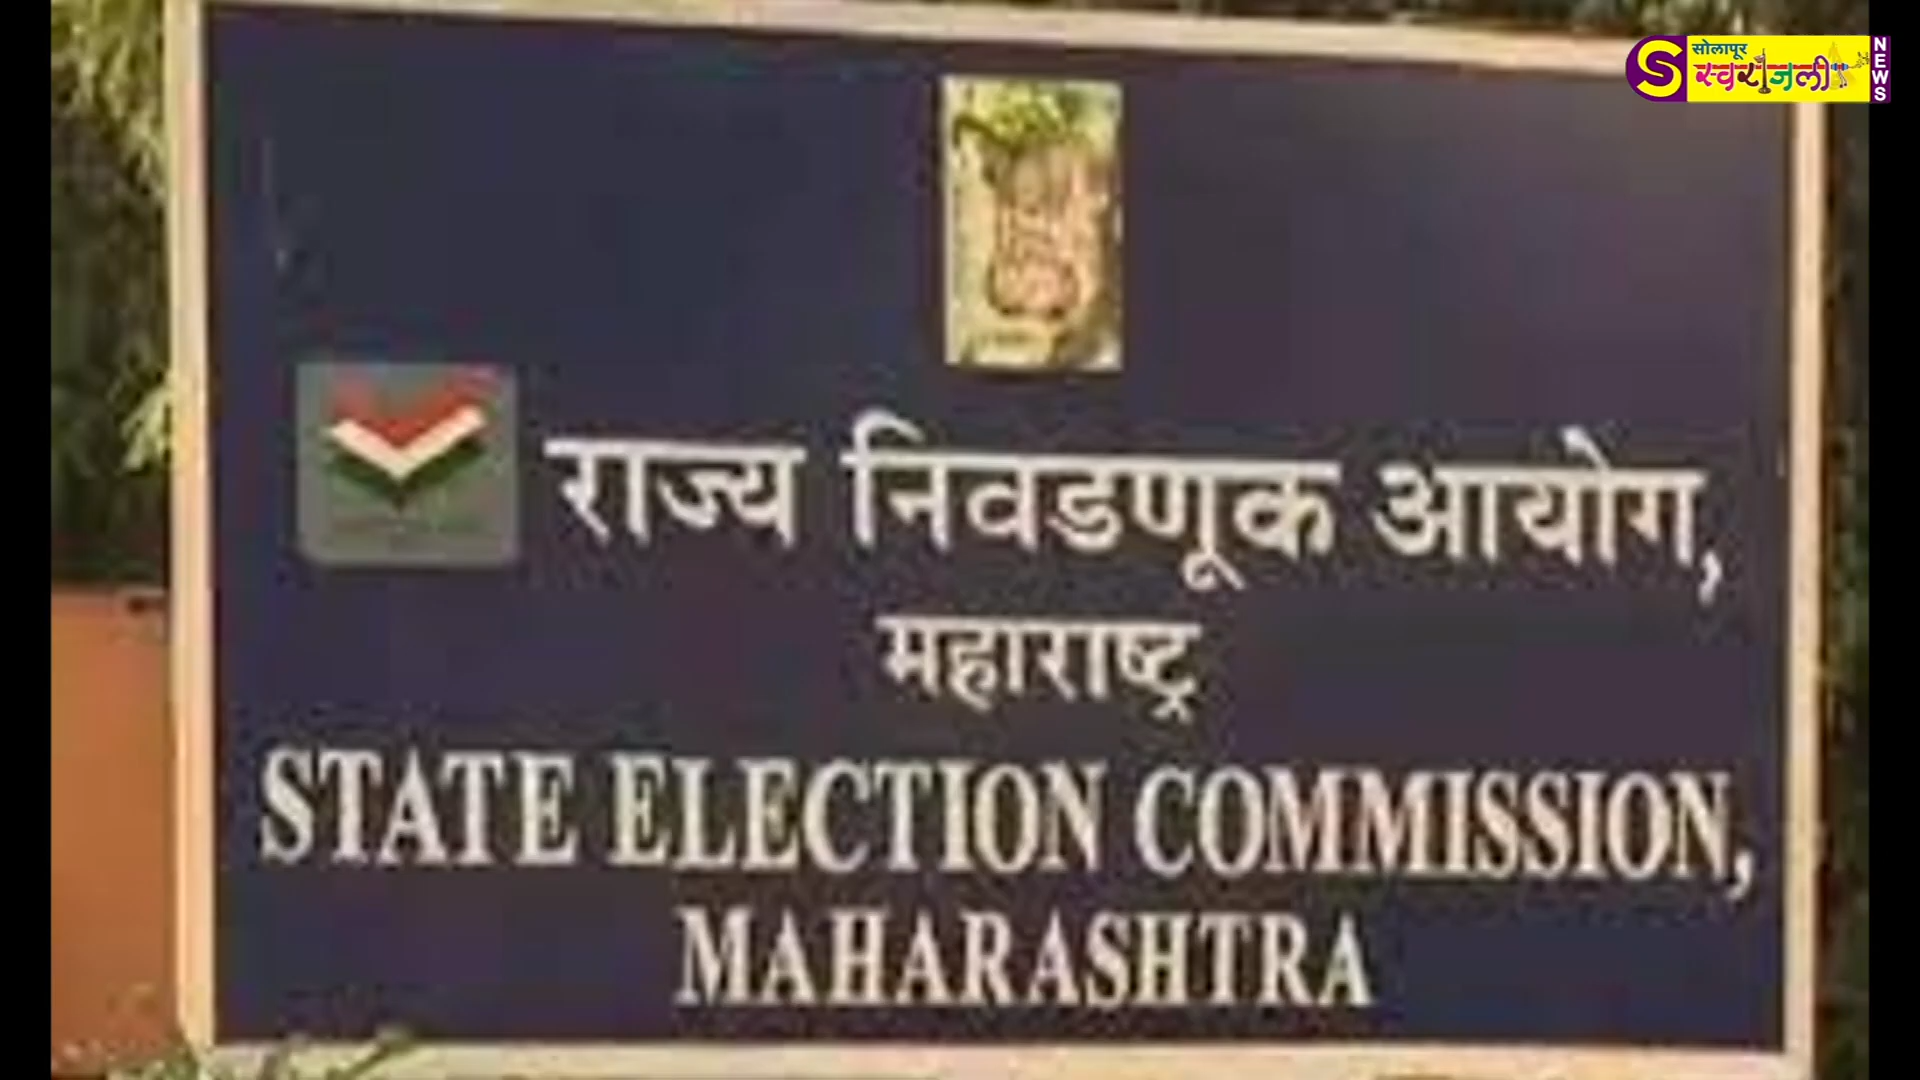 सोलापूर
स्वरांजली
NEWS
राज्य निवडणूक आयोग,
महाराष्ट्र
STATE ELECTION COMMISSION,
MAHARASHTRA